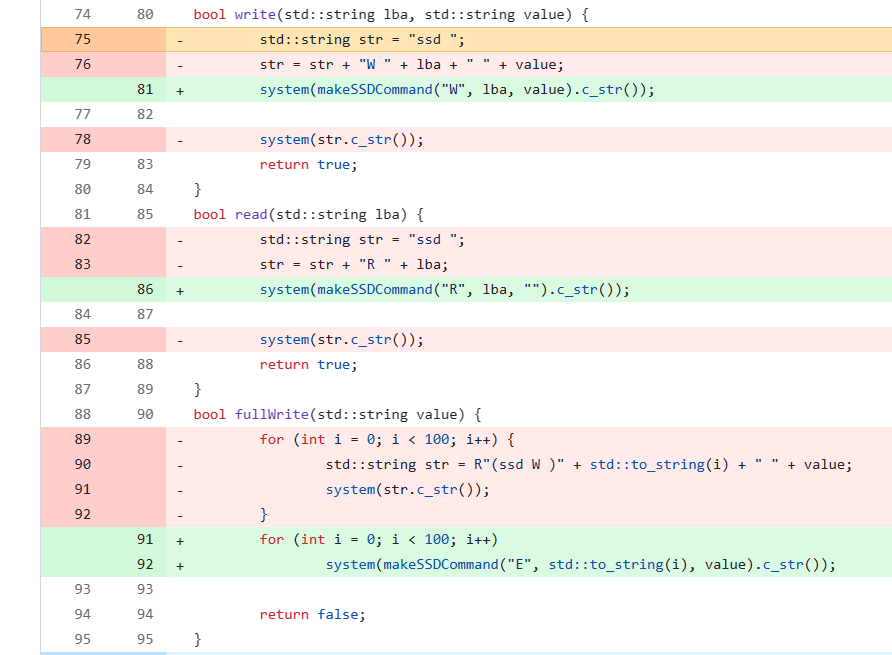 74 80 bool write(std::string lba, std::string value) {
75 - std::string str = "ssd ";
76 - str = str + "W " + lba + " " + value;
81 + system(makeSSDCommand("W", lba, value).c_str());
77 82
78 - system(str.c_str());
79 83 return true;
80 84 }
81 85 bool read(std::string lba) {
82 - std::string str = "ssd ";
83 - str = str + "R " + lba;
86 + system(makeSSDCommand("R", lba, "").c_str());
84 87
85 - system(str.c_str());
86 88 return true;
87 89 }
88 90 bool fullWrite(std::string value) {
89 - for (int i = 0; i < 100; i++) {
90 - std::string str = R"(ssd W )" + std::to_string(i) + " " + value;
91 - system(str.c_str());
92 - }
91 + for (int i = 0; i < 100; i++)
92 + system(makeSSDCommand("E", std::to_string(i), value).c_str());
93 93
94 94 return false;
95 95 }